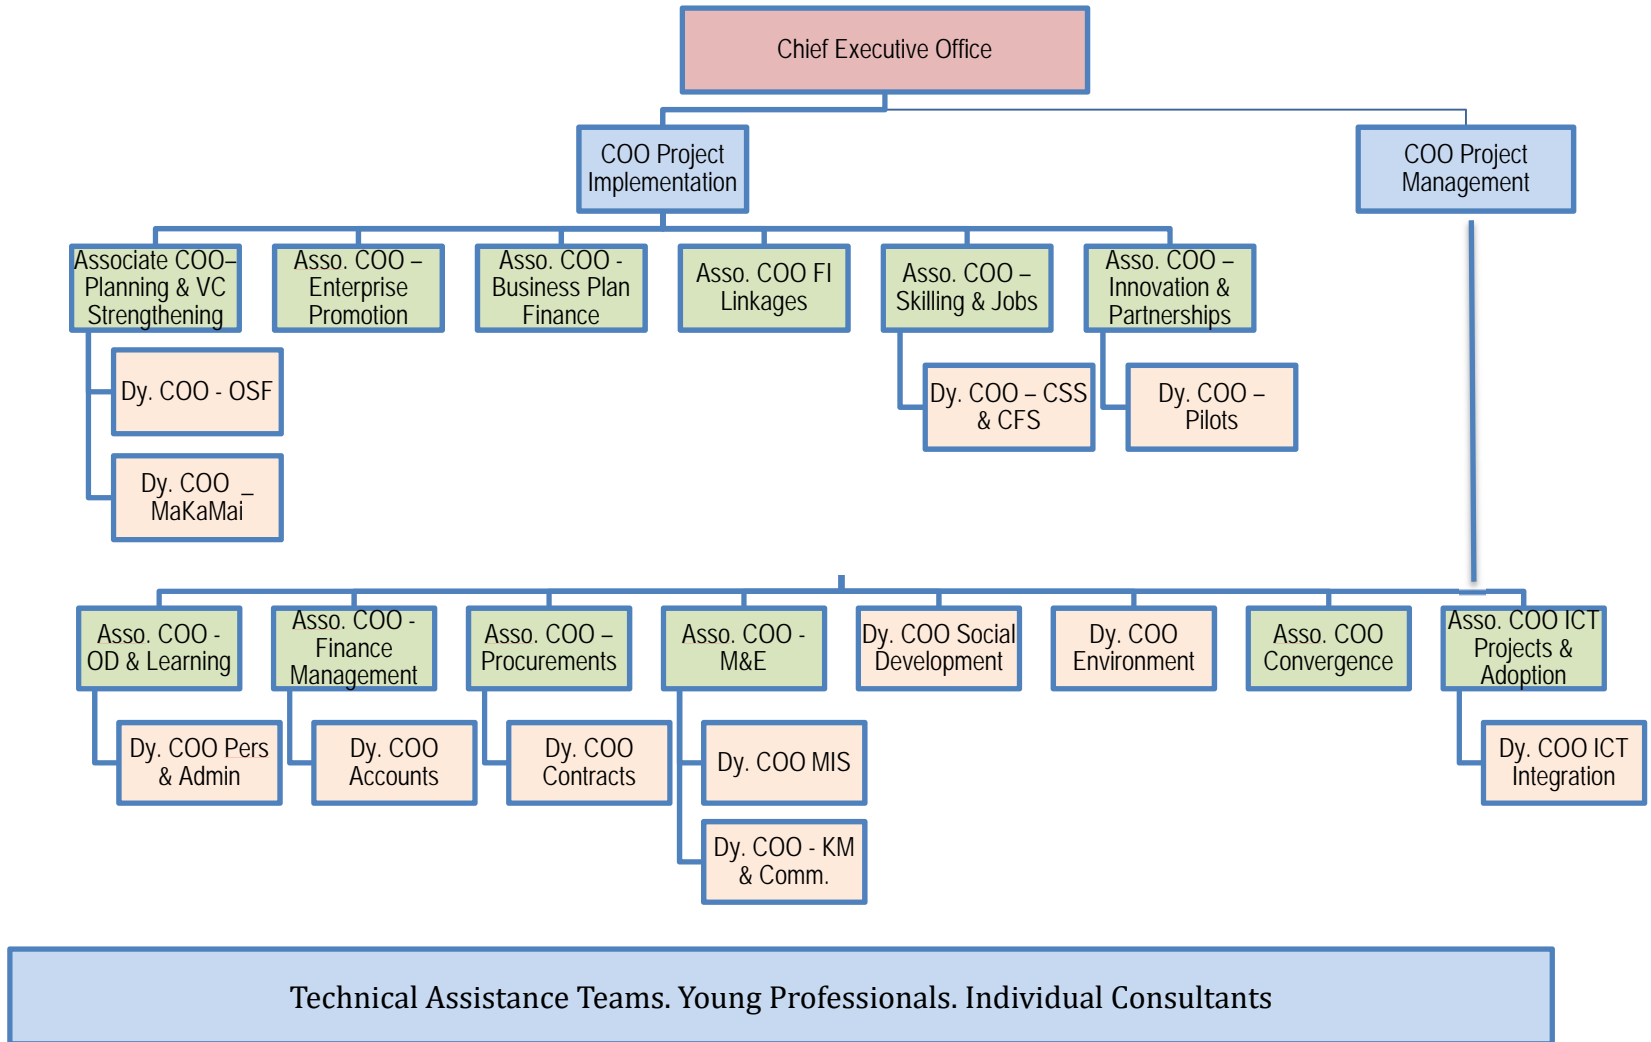 Chief Executive Office
COO Project
Implementation
COO Project
Management
Associate COO–
Planning & VC
Strengthening
Asso. COO –
Enterprise
Promotion
Asso. COO -
Business Plan
Finance
Asso. COO FI
Linkages
Asso. COO –
Skilling & Jobs
Asso. COO –
Innovation &
Partnerships
Dy. COO - OSF
Dy. COO _
MaKaMai
Dy. COO – CSS
& CFS
Dy. COO –
Pilots
Asso. COO -
OD & Learning
Asso. COO -
Finance
Management
Asso. COO –
Procurements
Asso. COO -
M&E
Dy. COO Social
Development
Dy. COO
Environment
Asso. COO
Convergence
Asso. COO ICT
Projects &
Adoption
Dy. COO Pers
& Admin
Dy. COO
Accounts
Dy. COO
Contracts
Dy. COO MIS
Dy. COO - KM
& Comm.
Dy. COO ICT
Integration
Technical Assistance Teams. Young Professionals. Individual Consultants